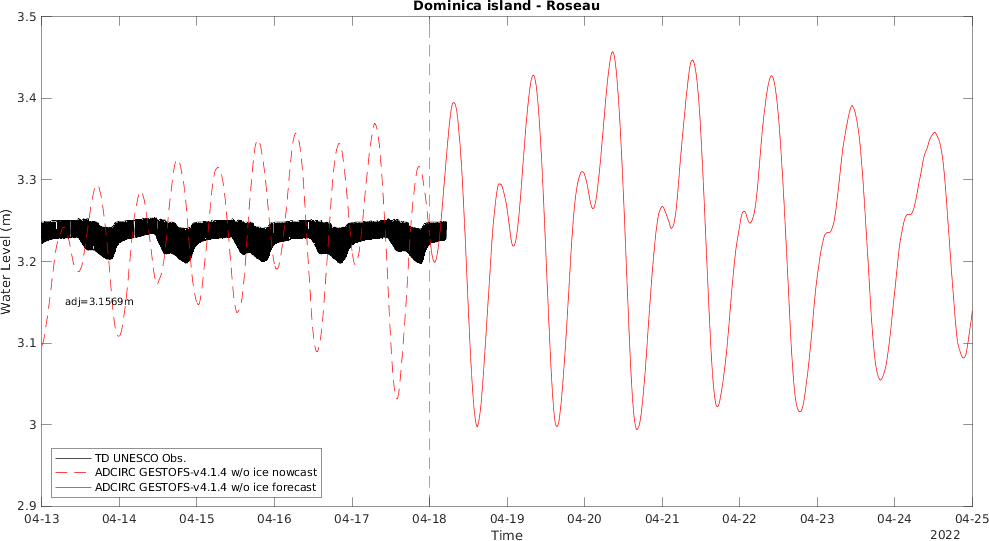 Dominica island - Roseau
3.5
3.4
3.3
3.2
3.1
3
2.9
Water Level (m)
adj=3.1569m
TD UNESCO Obs.
ADCIRC GESTOFS-v4.1.4 w/o ice nowcast
ADCIRC GESTOFS-v4.1.4 w/o ice forecast
04-13 04-14 04-15 04-16 04-17 04-18 04-19 04-20 04-21 04-22 04-23 04-24 04-25
Time
2022